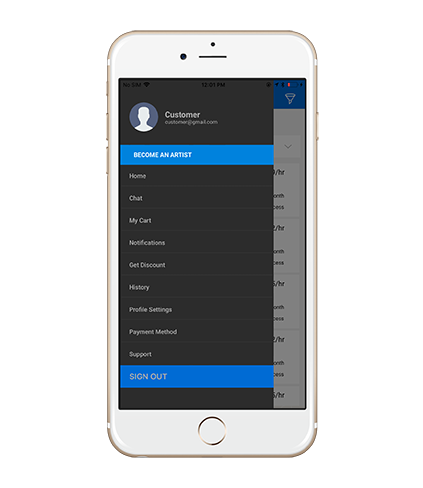 No SIM 12:01 PM
Customer
customer@gmail.com
BECOME AN ARTIST
Home
Chat
My Cart
Notifications
Get Discount
History
Profile Settings
Payment Method
Support
SIGN OUT
/hr
onth
cess
2/hr
onth
cess
/hr
onth
cess
2/hr
onth
cess
/hr